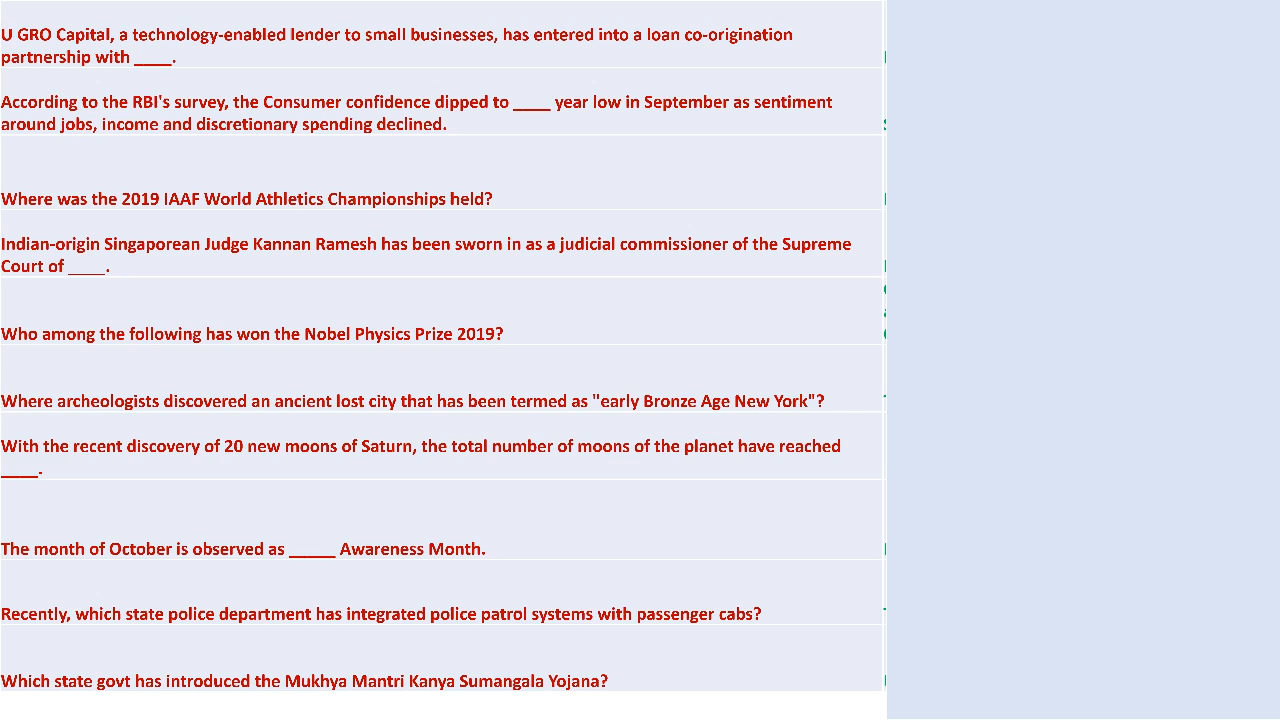 U GRO Capital, a technology-enabled lender to small businesses, has entered into a loan co-origination
partnership with ____.
According to the RBI's survey, the Consumer confidence dipped to ____ year low in September as sentiment
around jobs, income and discretionary spending declined.
Where was the 2019 IAAF World Athletics Championships held?
Indian-origin Singaporean Judge Kannan Ramesh has been sworn in as a judicial commissioner of the Supreme
Court of ____.
Who among the following has won the Nobel Physics Prize 2019?
Where archeologists discovered an ancient lost city that has been termed as "early Bronze Age New York"?
With the recent discovery of 20 new moons of Saturn, the total number of moons of the planet have reached
____.
The month of October is observed as _____ Awareness Month.
Recently, which state police department has integrated police patrol systems with passenger cabs?
Which state govt has introduced the Mukhya Mantri Kanya Sumangala Yojana?